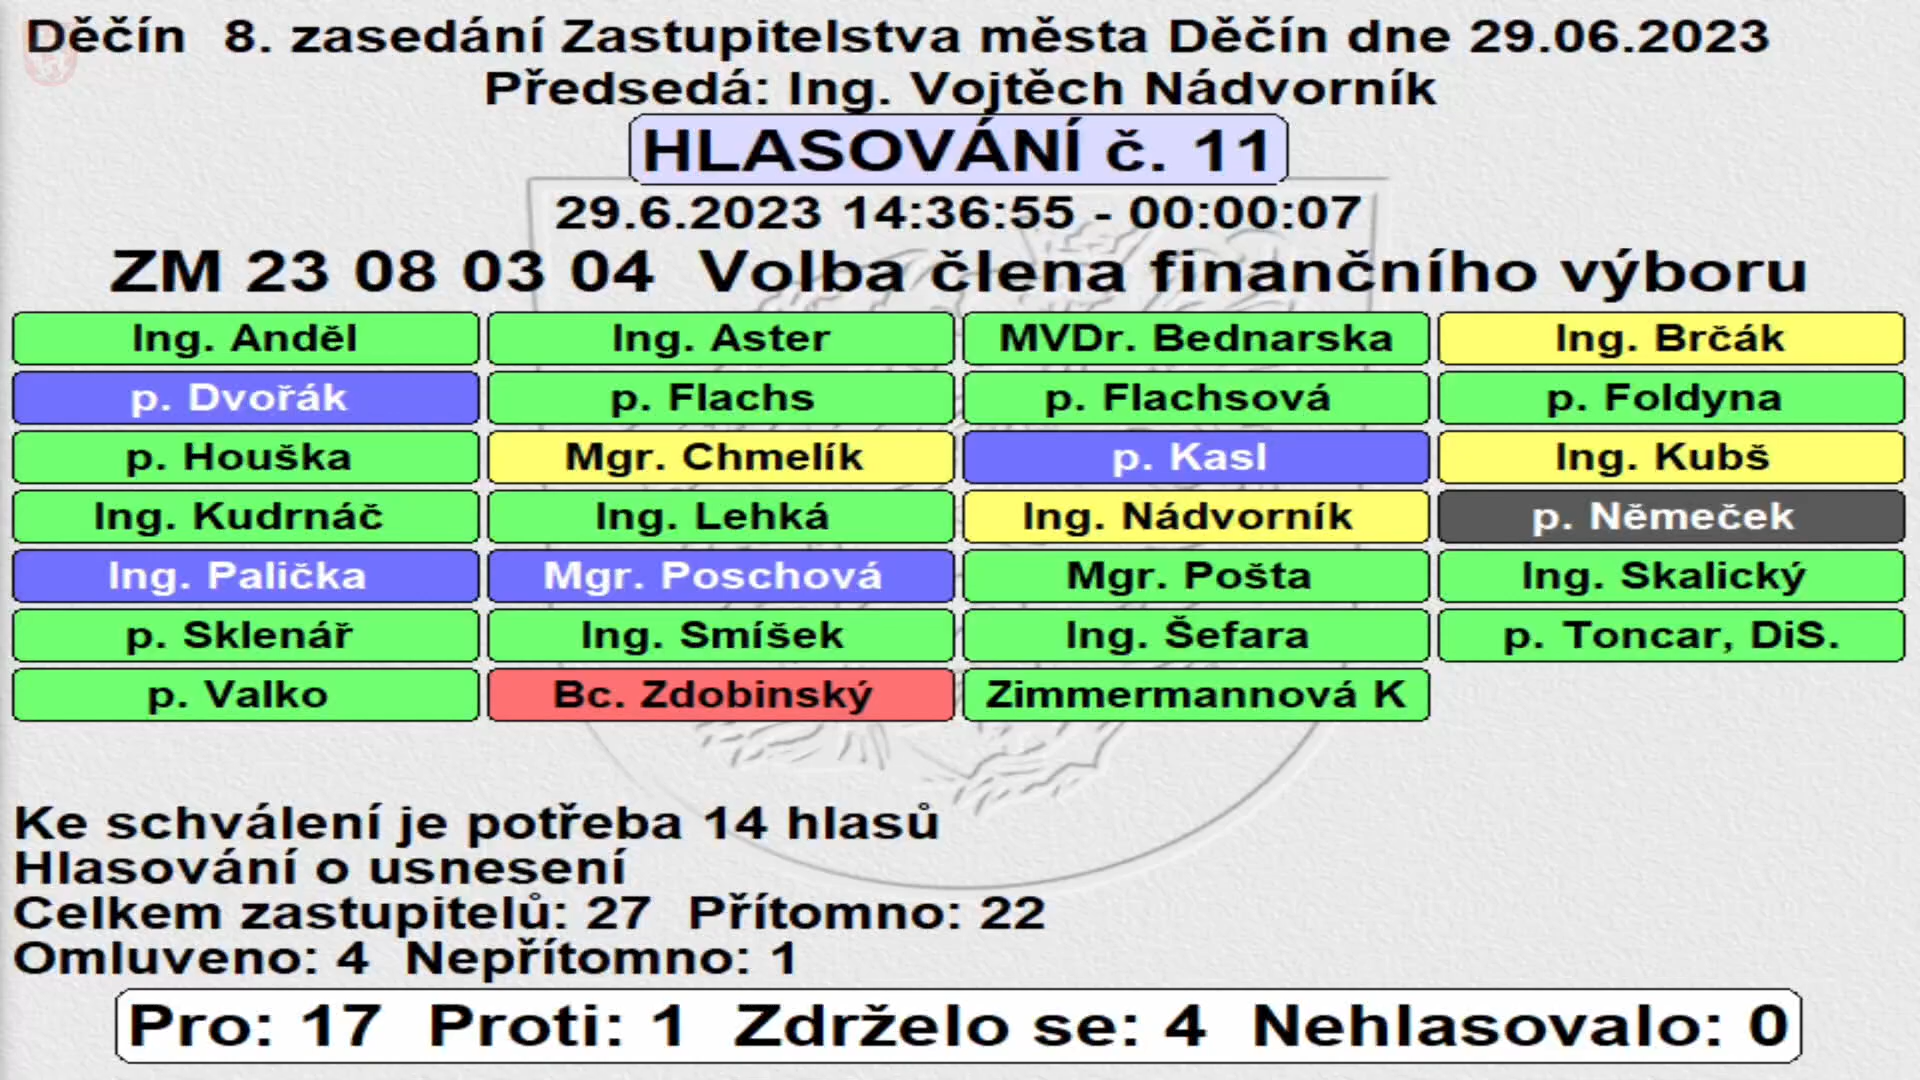 Děčín 8. zasedání Zastupitelstva města Děčín dne 29.06.2023
Předsedá: Ing. Vojtěch Nádvorník
HLASOVÁNÍ č. 11
29.6.2023 14:36:55 - 00:00:07
ZM 23 08 03 04 Volba člena finančního výboru
Ing. Anděl Ing. Aster MVDr. Bednarska Ing. Brčák
p. Dvořák p. Flachs p. Flachsová p. Foldyna
p. Houška Mgr. Chmelík p. Kasl Ing. Kubš
Ing. Kudrnáč Ing. Lehká Ing. Nádvorník p. Němeček
Ing. Palička Mgr. Poschová Mgr. Pošta Ing. Skalický
p. Sklenář Ing. Smíšek Ing. Šefara p. Toncar, DiS.
p. Valko Bc. Zdobinský Zimmermannová K
Ke schválení je potřeba 14 hlasů
Hlasování o usnesení
Celkem zastupitelů: 27 Přítomno: 22
Omluveno: 4 Nepřítomno: 1
Pro: 17 Proti: 1 Zdrželo se: 4 Nehlasovalo: 0